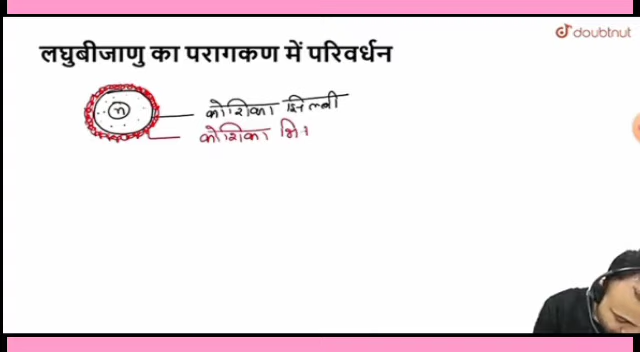 doubtnut
लघुबीजाणु का परागकण में परिवर्धन
n
कोशिका झिल्ली
कोशिका भि